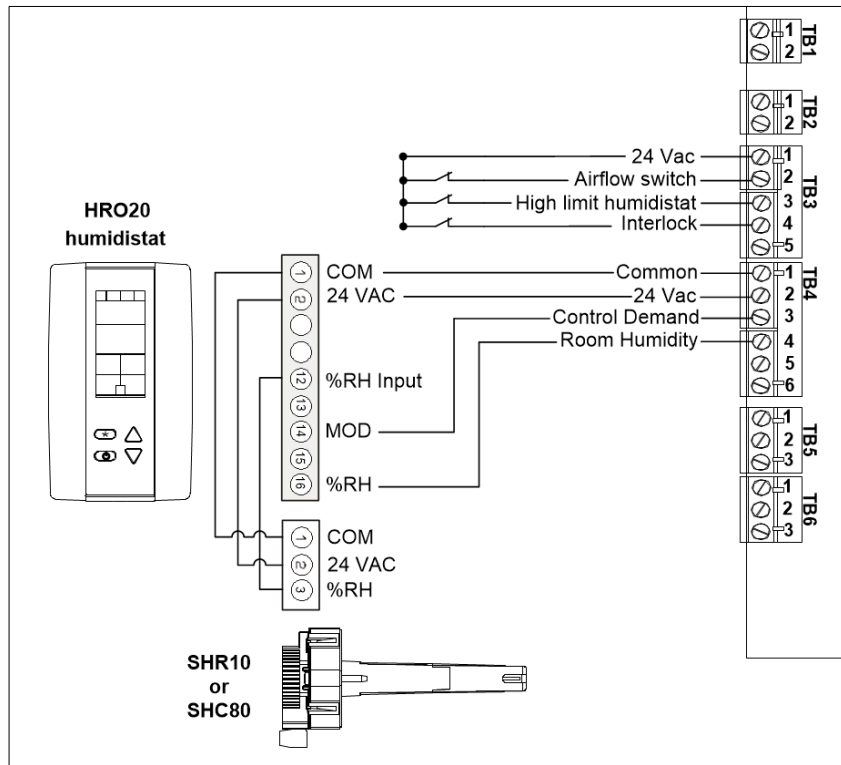 1
TB1
2
1
TB2
2
24 Vac
1
Airflow switch
2
TB3
High limit humidistat
3
Interlock
4
5
HRO20
humidistat
1
COM
Common
1
TB4
2
24 VAC
24 Vac
2
Control Demand
3
Room Humidity
4
5
12
%RH Input
6
13
14
MOD
1
TB5
2
15
3
16
%RH
1
TB6
2
3
1
COM
2
24 VAC
3
%RH
SHR10
or
SHC80